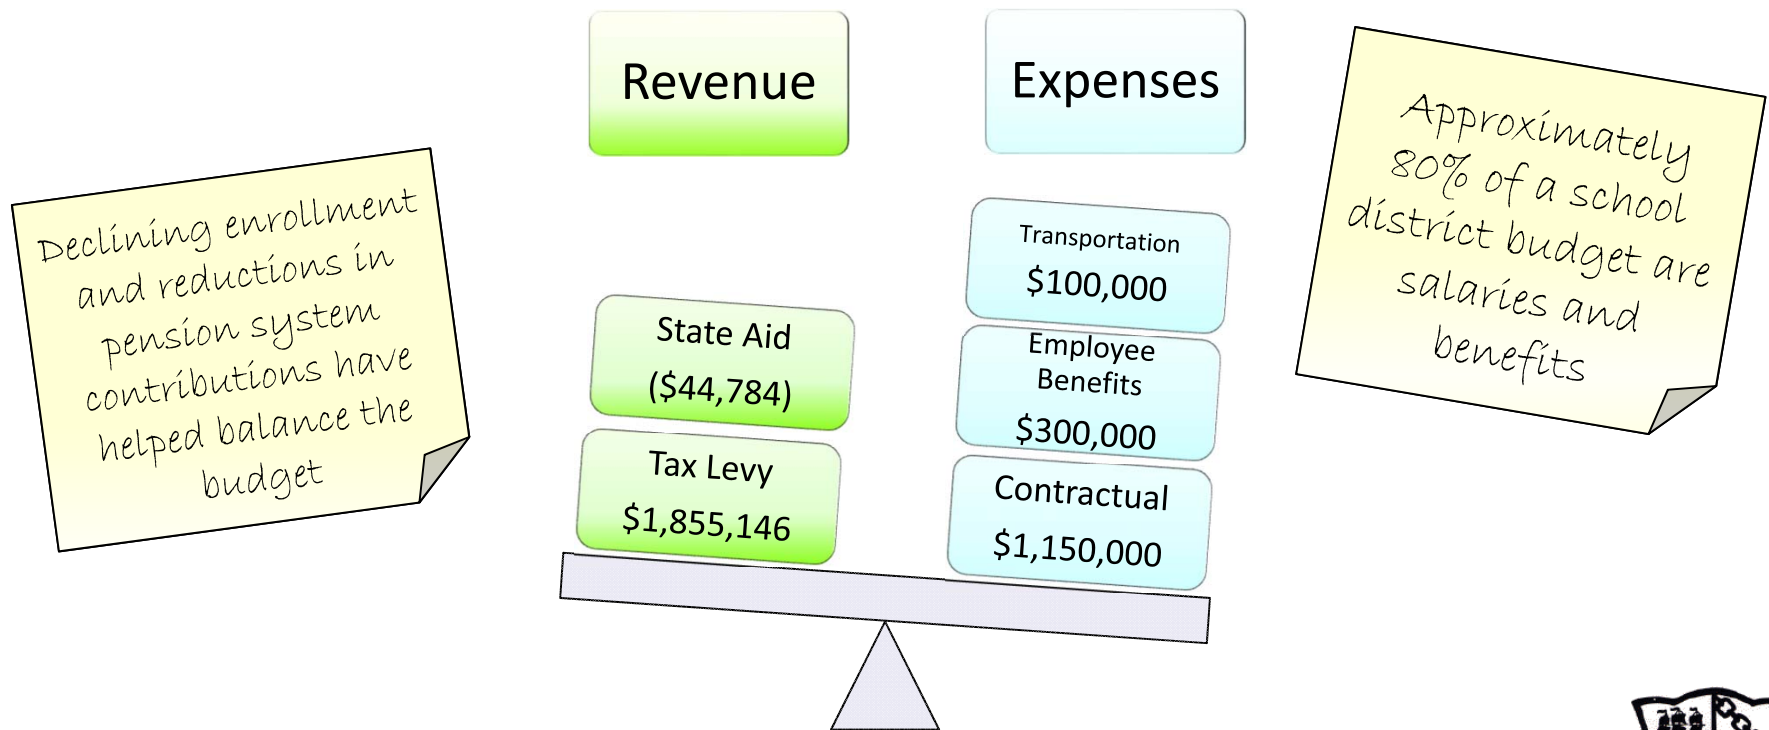 Revenue
Expenses
Declining enrollment
and reductions in
pension system
contributions have
helped balance the
budget
State Aid
($44,784)
Tax Levy
$1,855,146
Transportation
$100,000
Employee
Benefits
$300,000
Contractual
$1,150,000
Approximately
80% of a school
district budget are
salaries and
benefits